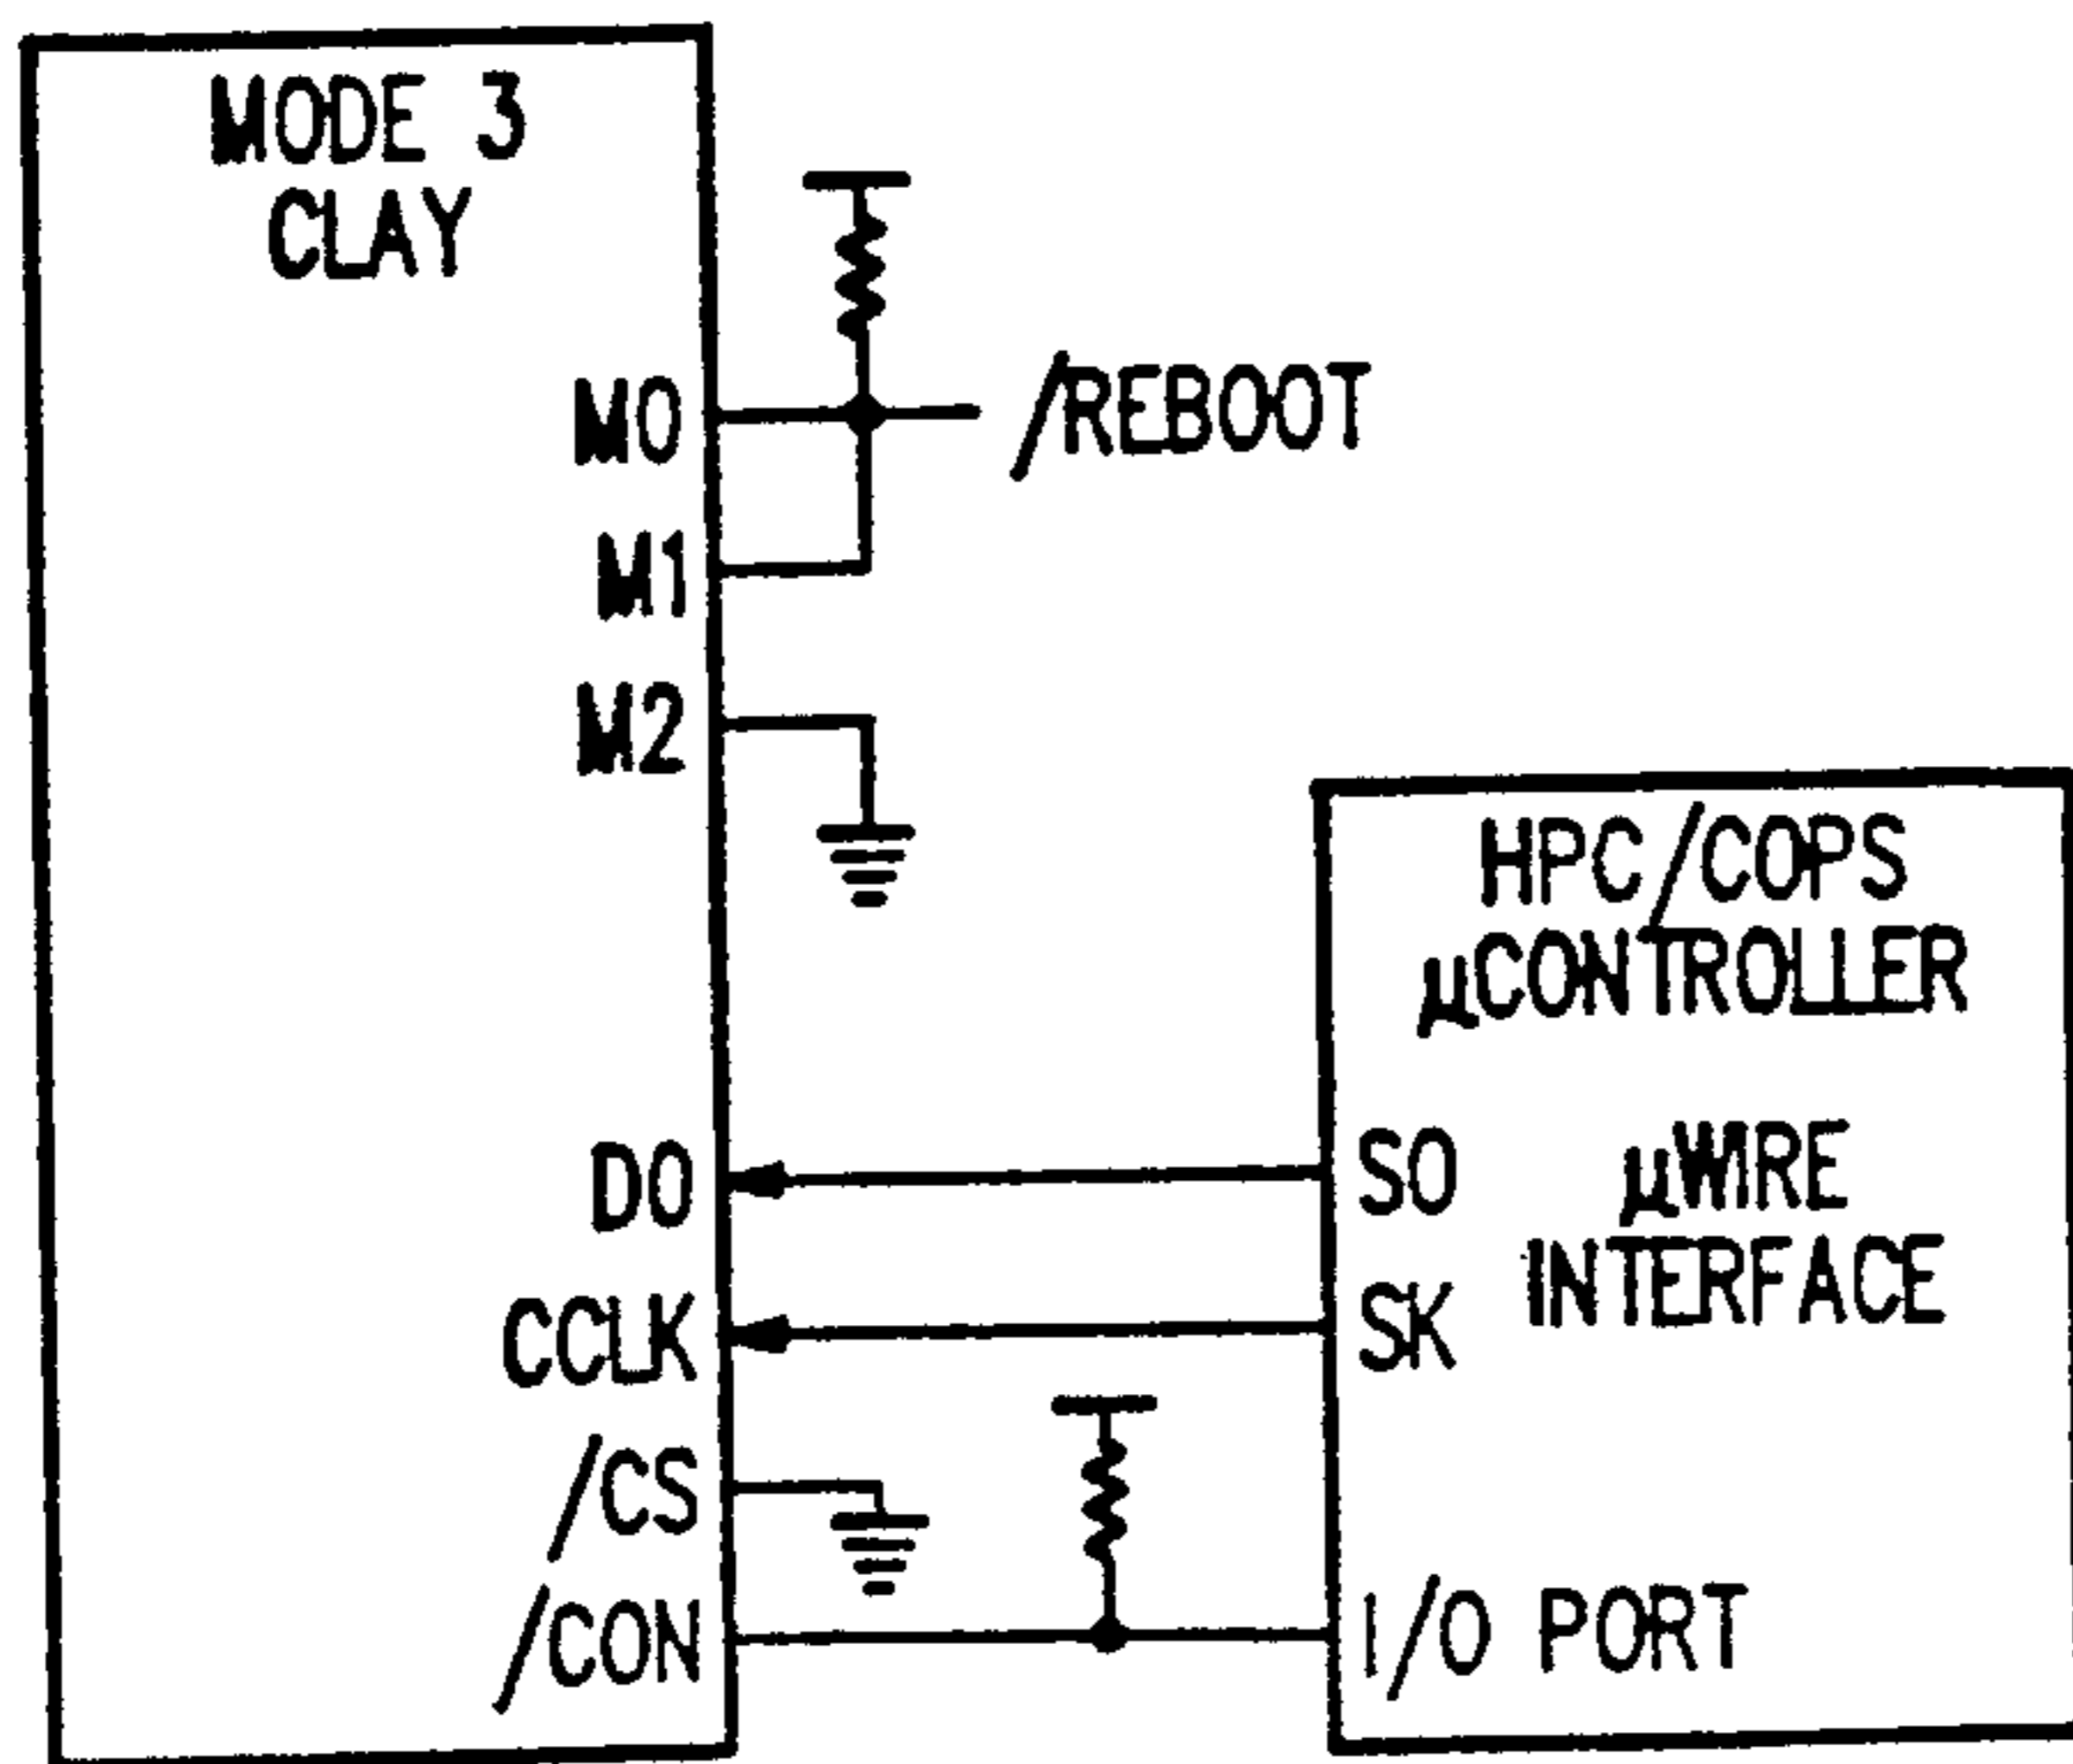 MODE 3
CLAY
M0
/REBOOT
M1
M2
HPC/COPS
μCONTROLLER
D0
SO
μWIRE
INTERFACE
CCLK
SK
/CS
/CON
I/O PORT